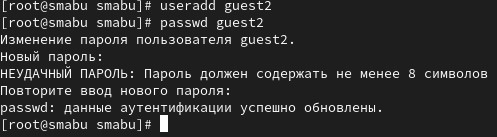 [root@smabu smabu]# useradd guest2
[root@smabu smabu]# passwd guest2
Изменение пароля пользователя guest2.
Новый пароль:
НЕУДАЧНЫЙ ПАРОЛЬ: Пароль должен содержать не менее 8 символов
Повторите ввод нового пароля:
passwd: данные аутентификации успешно обновлены.
[root@smabu smabu]#